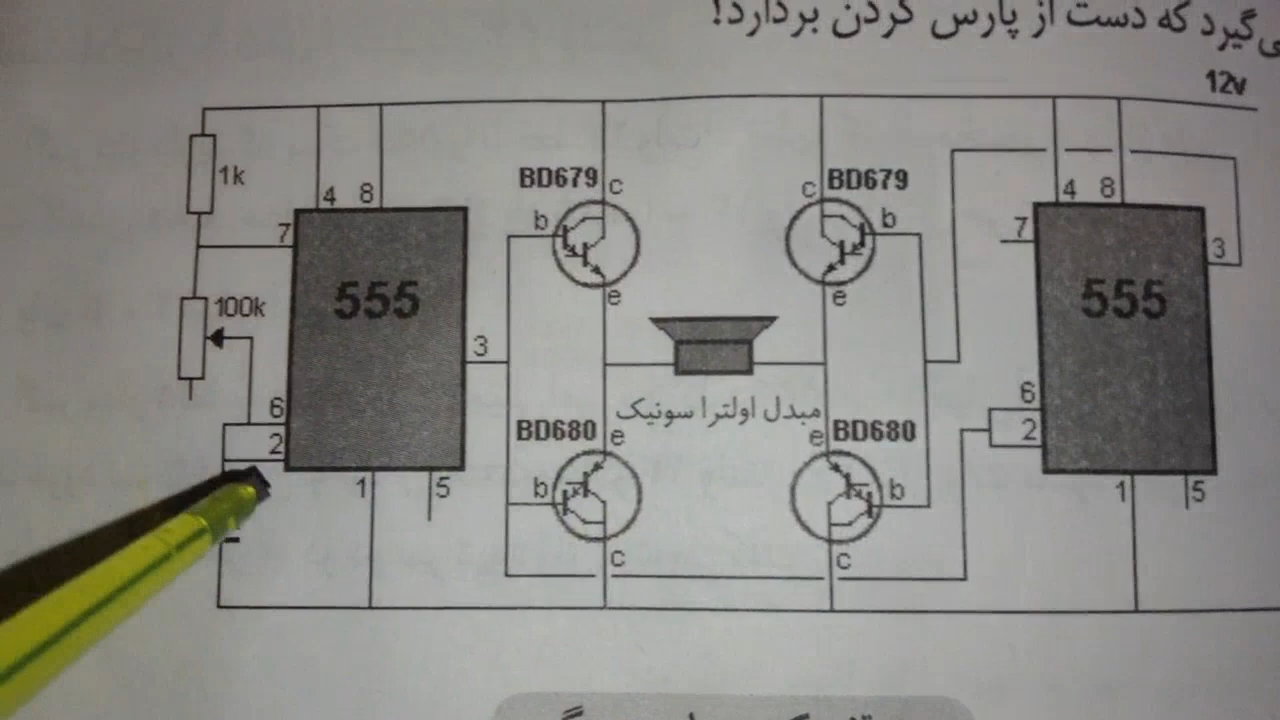 ی‌گیرد که دست از پارس کردن بردارد!
12v
1k
4 8
BD679 c
c BD679
4 8
b
b
7
7
3
555
555
100k
e
e
3
6
6
مبدل اولترا سونیک
2
BD680 e
e BD680
2
1 5
b
b
1 5
c
c